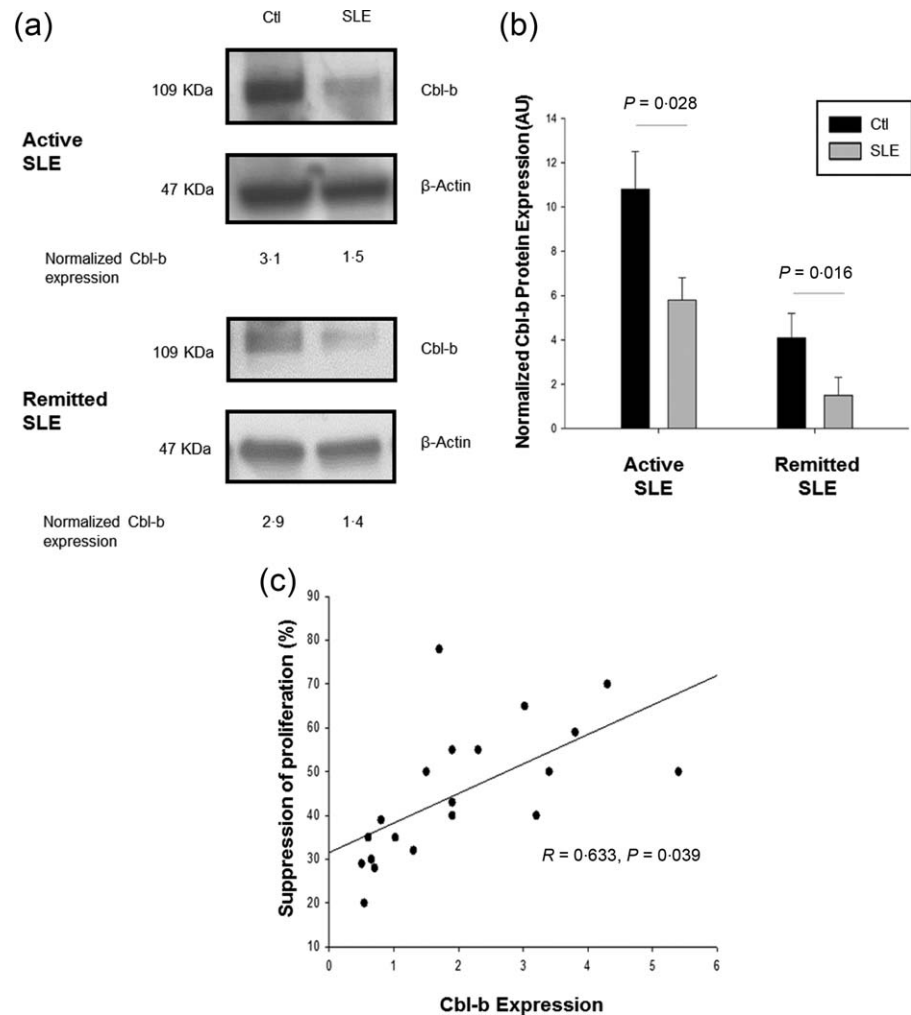 (a)
Ctl SLE
109 KDa Cbl-b
Active
SLE
47 KDa β-Actin
Normalized Cbl-b
expression
3·1 1·5
109 KDa Cbl-b
Remitted
SLE
47 KDa β-Actin
Normalized Cbl-b
expression
2·9 1·4
(b)
Normalized Cbl-b Protein Expression (AU)
14
12
10
8
6
4
2
0
P = 0·028
P = 0·016
Ctl
SLE
Active
SLE
Remitted
SLE
(c)
Suppression of proliferation (%)
90
80
70
60
50
40
30
20
10
R = 0·633, P = 0·039
0 1 2 3 4 5 6
Cbl-b Expression